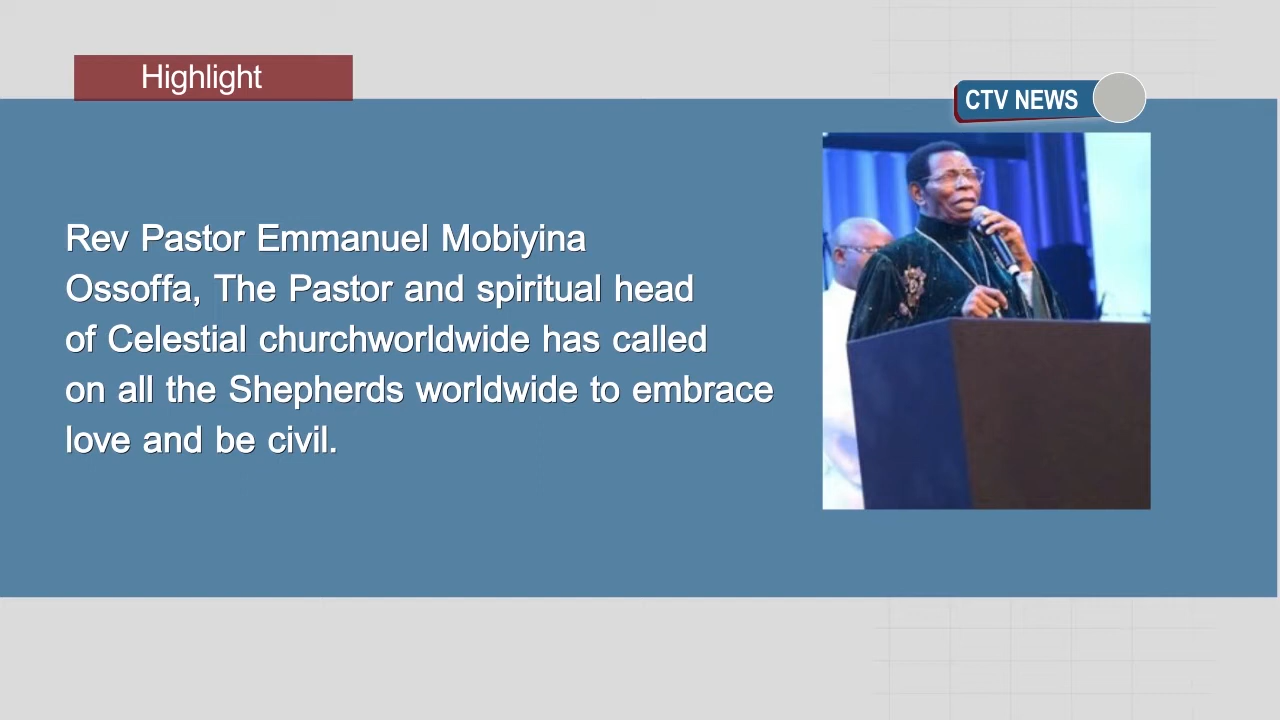 Highlight
CTV NEWS
Rev Pastor Emmanuel Mobiyina
Ossoffa, The Pastor and spiritual head
of Celestial churchworldwide has called
on all the Shepherds worldwide to embrace
love and be civil.